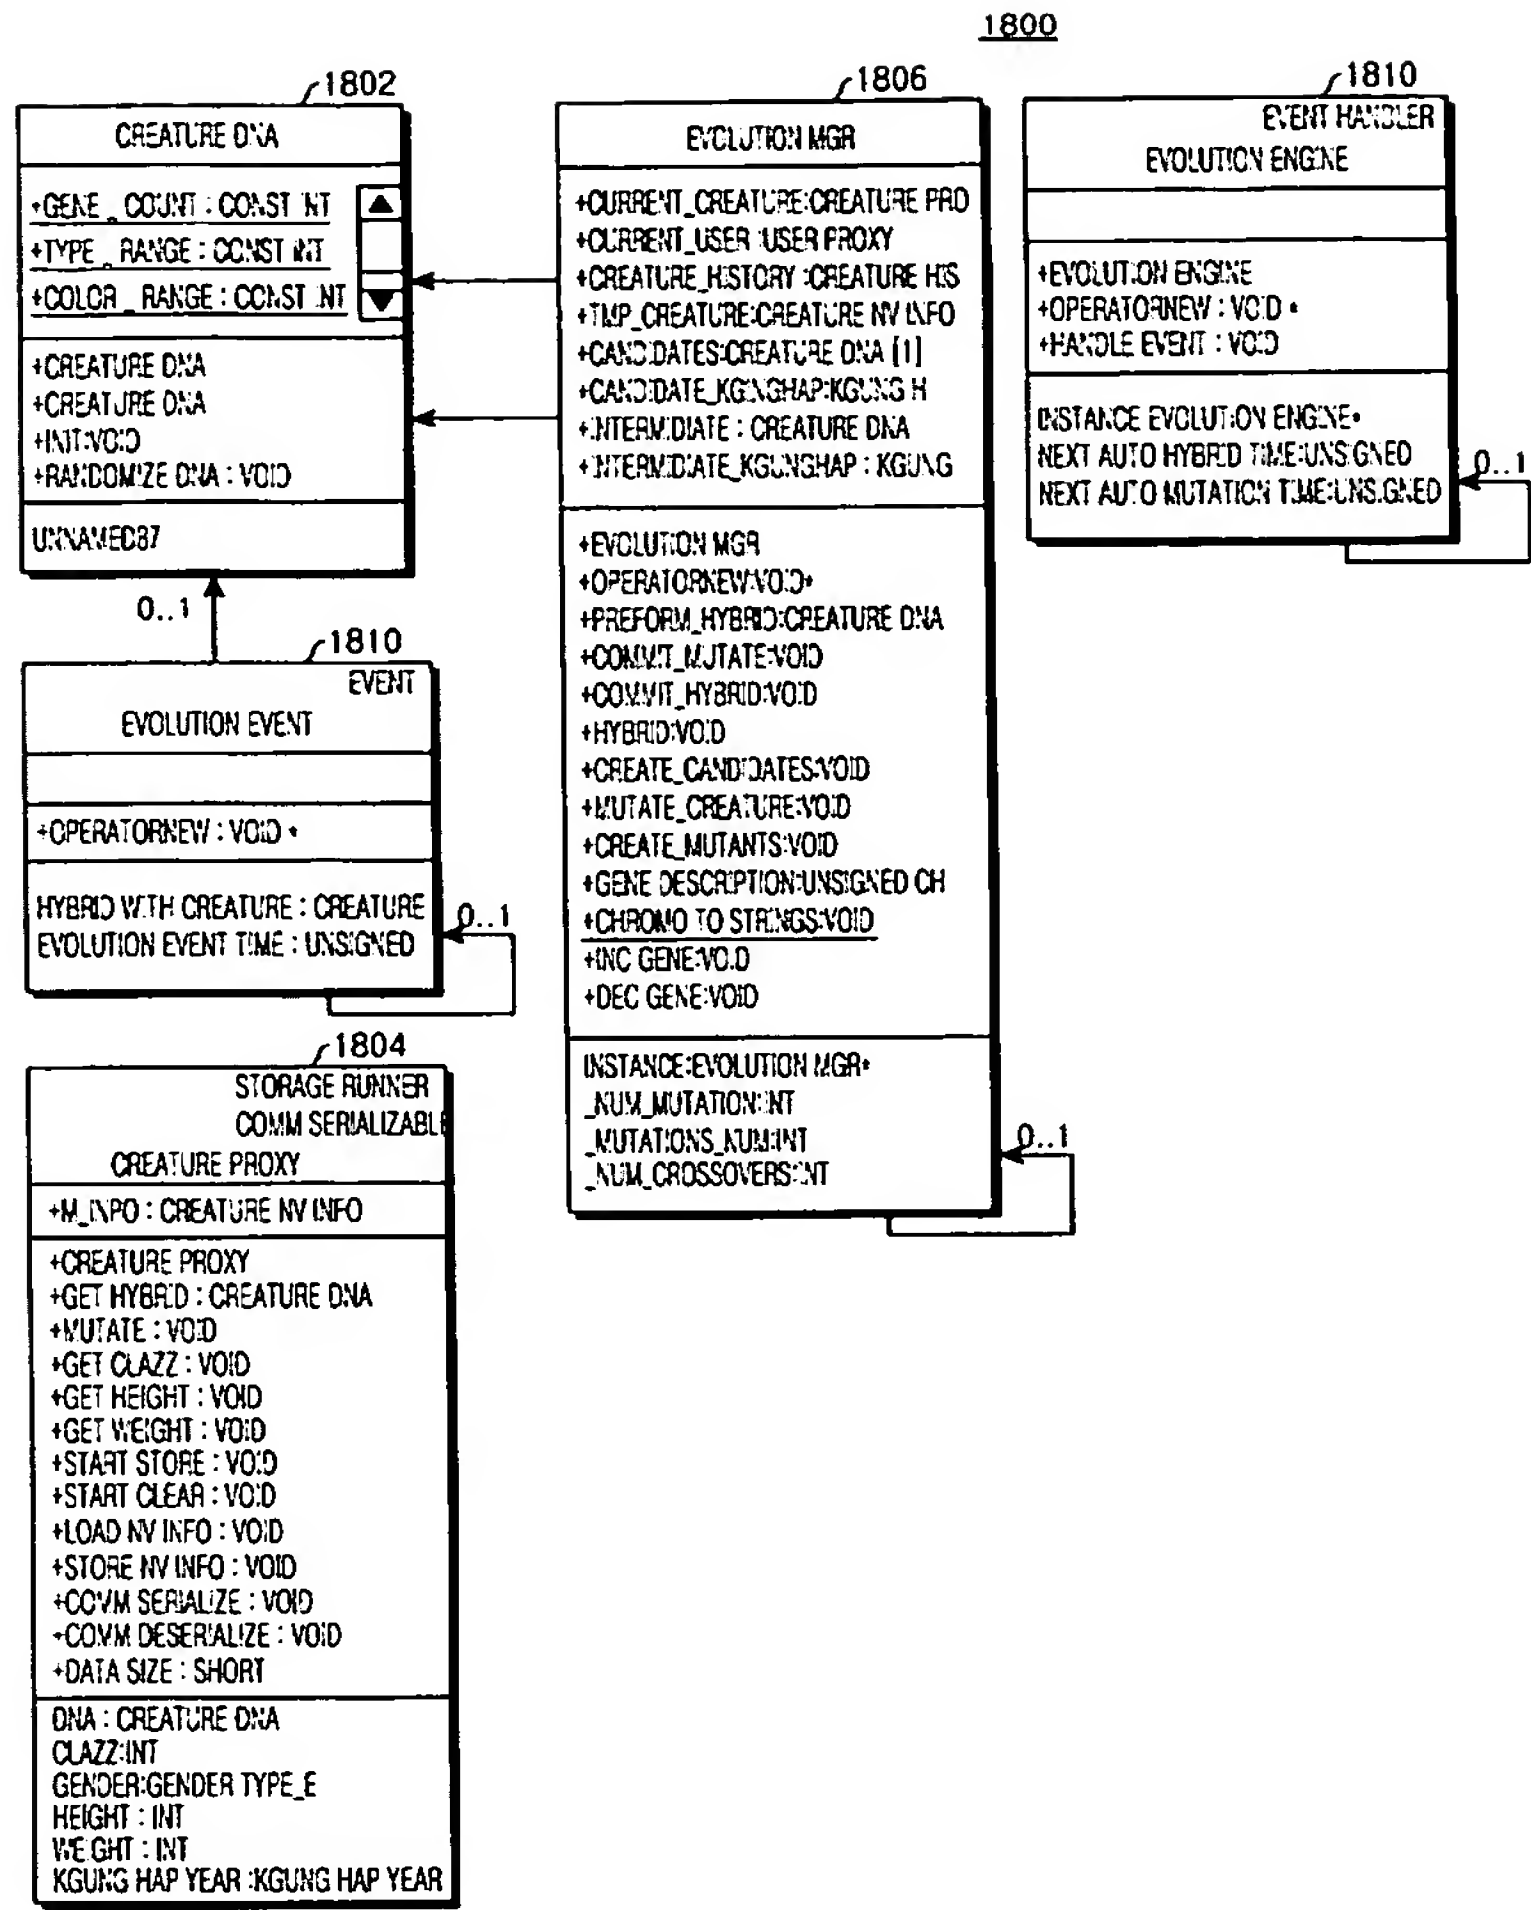 1800
1802
CREATURE DNA
+GENE_COUNT : CONST INT
+TYPE_RANGE : CONST INT
+COLOR_RANGE : CONST INT
+CREATURE DNA
+CREATURE DNA
+INIT:VOID
+RANDOMIZE DNA : VOID
UNNAMED87
0..1
1810
EVENT
EVOLUTION EVENT
+OPERATORNEW : VOID *
HYBRID WITH CREATURE : CREATURE
EVOLUTION EVENT TIME : UNSIGNED
0..1
1804
STORAGE RUNNER
COMM SERIALIZABLE
CREATURE PROXY
+M_INPO : CREATURE NV INFO
+CREATURE PROXY
+GET HYBRID : CREATURE DNA
+MUTATE : VOID
+GET CLAZZ : VOID
+GET HEIGHT : VOID
+GET WEIGHT : VOID
+START STORE : VOID
+START CLEAR : VOID
+LOAD NV INFO : VOID
+STORE NV INFO : VOID
+COMM SERIALIZE : VOID
+COMM DESERIALIZE : VOID
+DATA SIZE : SHORT
DNA : CREATURE DNA
CLAZZ:INT
GENDER:GENDER TYPE_E
HEIGHT : INT
WEIGHT : INT
KGUNG HAP YEAR :KGUNG HAP YEAR
1806
EVOLUTION MGR
+CURRENT_CREATURE:CREATURE PRO
+CURRENT_USER :USER PROXY
+CREATURE_HISTORY :CREATURE HIS
+TMP_CREATURE:CREATURE NV INFO
+CANDIDATES:CREATURE DNA [1]
+CANDIDATE_KGUNGHAP:KGUNG H
+INTERMIDIATE : CREATURE DNA
+INTERMIDIATE_KGUNGHAP : KGUNG
+EVOLUTION MGR
+OPERATORNEW:VOID*
+PREFORM_HYBRID:CREATURE DNA
+COMMIT_MUTATE:VOID
+COMMIT_HYBRID:VOID
+HYBRID:VOID
+CREATE_CANDIDATES:VOID
+MUTATE_CREATURE:VOID
+CREATE_MUTANTS:VOID
+GENE DESCRIPTION:UNSIGNED CH
+CHROMO TO STRINGS:VOID
+INC GENE:VOID
+DEC GENE:VOID
INSTANCE:EVOLUTION MGR*
_NUM_MUTATION:INT
_MUTATIONS_NUM:INT
_NUM_CROSSOVERS:INT
0..1
1810
EVENT HANDLER
EVOLUTION ENGINE
+EVOLUTION ENGINE
+OPERATORNEW : VOID *
+HANDLE EVENT : VOID
INSTANCE EVOLUTION ENGINE*
NEXT AUTO HYBRID TIME:UNSIGNED
NEXT AUTO MUTATION TIME:UNSIGNED
0..1